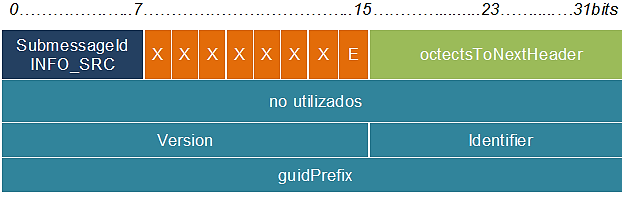 0...................7.......................................15....................23...............31bits
SubmessageId
INFO_SRC
X X X X X X X E
octectsToNextHeader
no utilizados
Version Identifier
guidPrefix